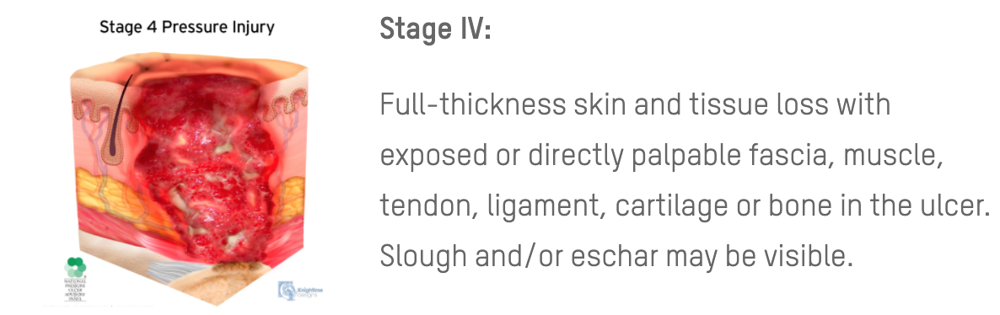 Stage 4 Pressure Injury
Stage IV:
Full-thickness skin and tissue loss with
exposed or directly palpable fascia, muscle,
tendon, ligament, cartilage or bone in the ulcer.
Slough and/or eschar may be visible.
NATIONAL
PRESSURE
ULCER
ADVISORY
PANEL
Knightime
Designs